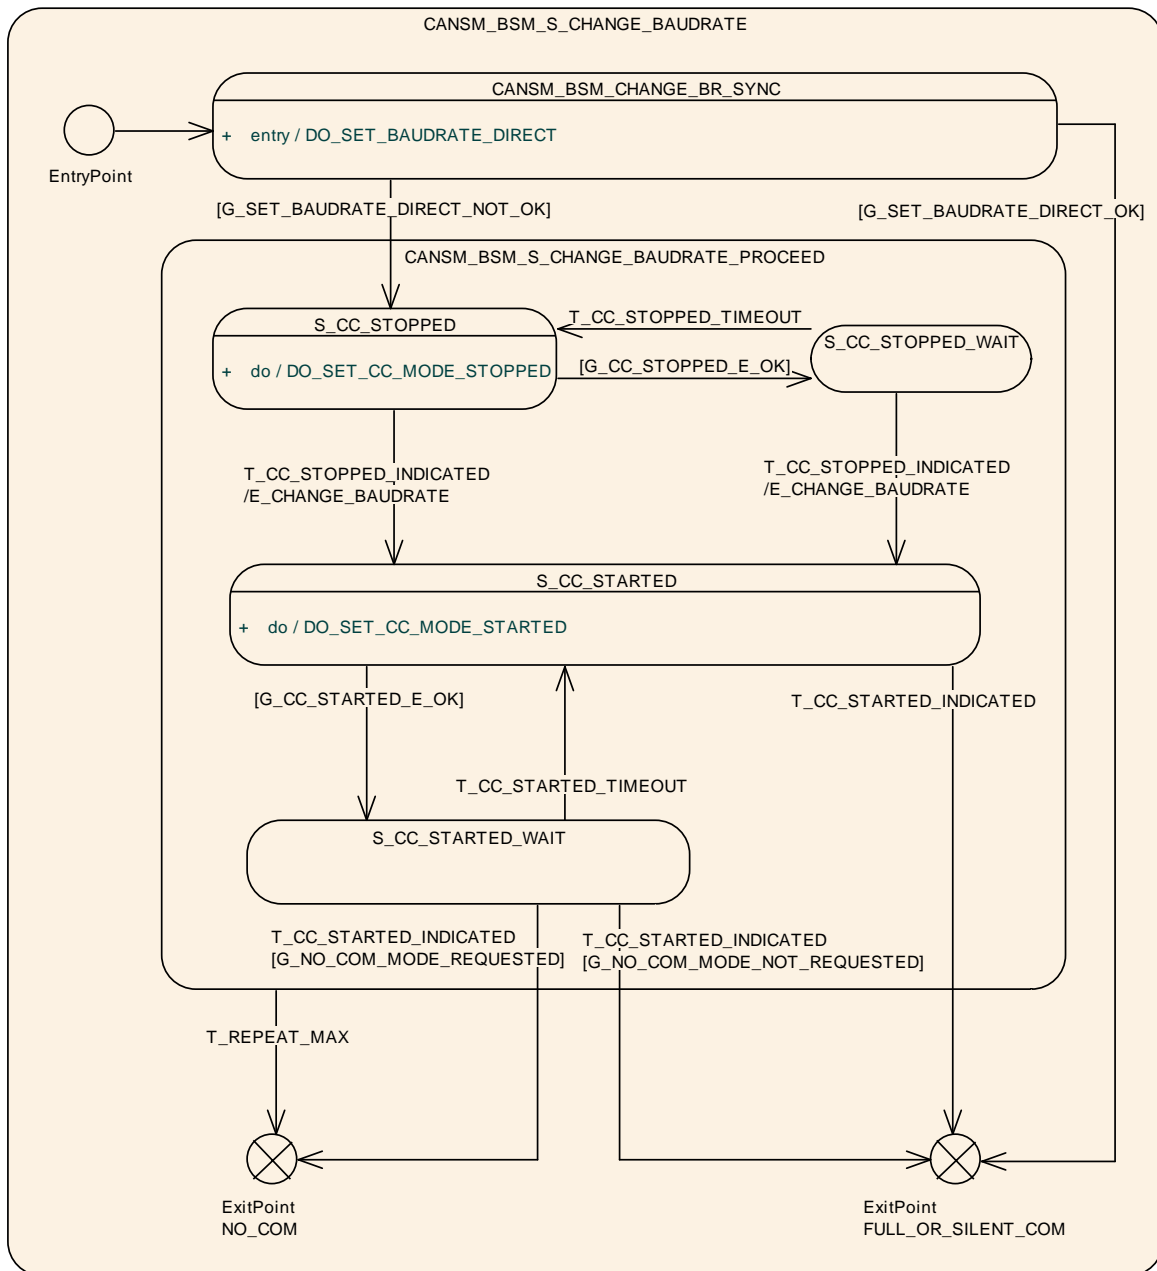 CANSM_BSM_S_CHANGE_BAUDRATE
CANSM_BSM_CHANGE_BR_SYNC
+ entry / DO_SET_BAUDRATE_DIRECT
EntryPoint
[G_SET_BAUDRATE_DIRECT_NOT_OK]
[G_SET_BAUDRATE_DIRECT_OK]
CANSM_BSM_S_CHANGE_BAUDRATE_PROCEED
S_CC_STOPPED
+ do / DO_SET_CC_MODE_STOPPED
T_CC_STOPPED_TIMEOUT
[G_CC_STOPPED_E_OK]
S_CC_STOPPED_WAIT
T_CC_STOPPED_INDICATED
/E_CHANGE_BAUDRATE
T_CC_STOPPED_INDICATED
/E_CHANGE_BAUDRATE
S_CC_STARTED
+ do / DO_SET_CC_MODE_STARTED
[G_CC_STARTED_E_OK]
T_CC_STARTED_INDICATED
T_CC_STARTED_TIMEOUT
S_CC_STARTED_WAIT
T_CC_STARTED_INDICATED
[G_NO_COM_MODE_REQUESTED]
T_CC_STARTED_INDICATED
[G_NO_COM_MODE_NOT_REQUESTED]
T_REPEAT_MAX
ExitPoint
NO_COM
ExitPoint
FULL_OR_SILENT_COM